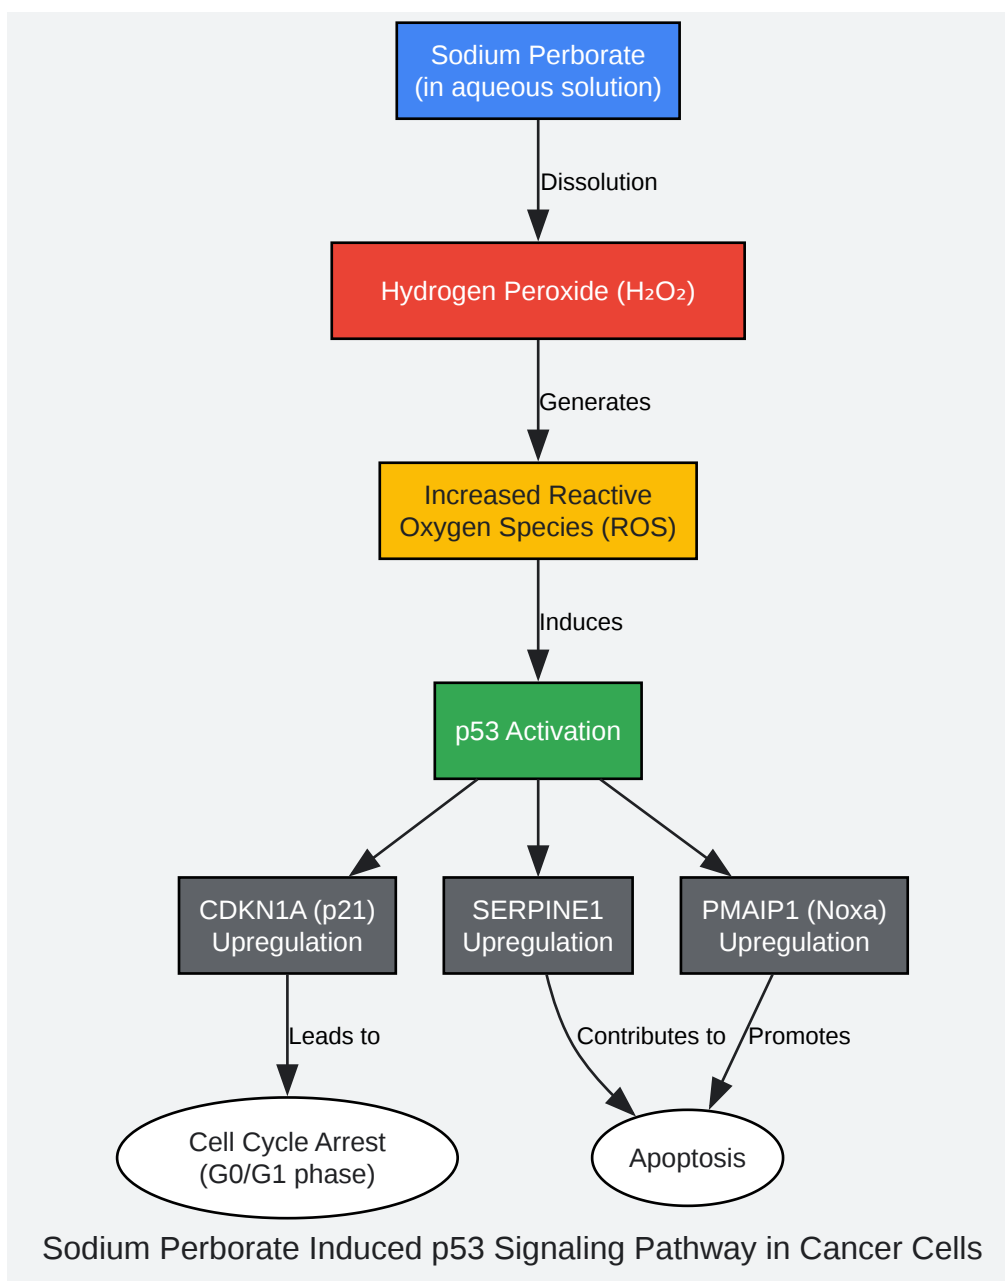 Sodium Perborate
(in aqueous solution)
Dissolution
Hydrogen Peroxide (H₂O₂)
Generates
Increased Reactive
Oxygen Species (ROS)
Induces
p53 Activation
CDKN1A (p21)
Upregulation
SERPINE1
Upregulation
PMAIP1 (Noxa)
Upregulation
Leads to
Contributes to
Promotes
Cell Cycle Arrest
(G0/G1 phase)
Apoptosis
Sodium Perborate Induced p53 Signaling Pathway in Cancer Cells